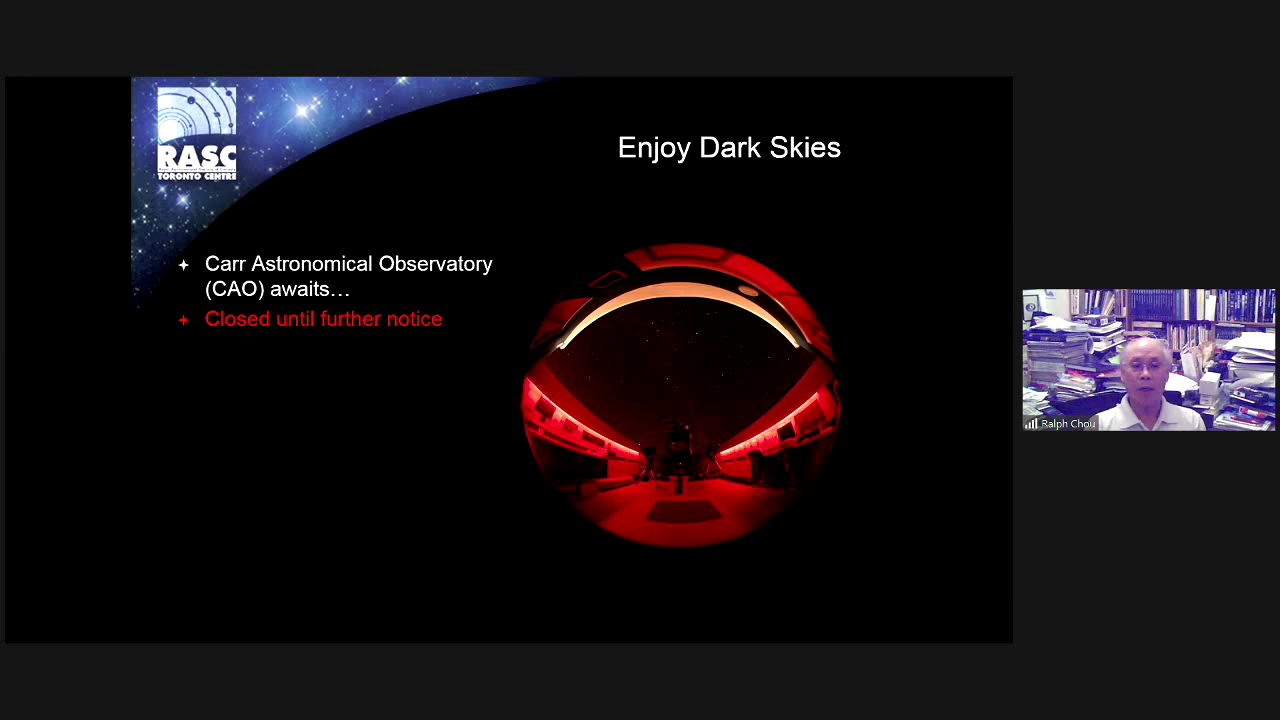 RASC
TORONTO CENTRE
Enjoy Dark Skies
Carr Astronomical Observatory
(CAO) awaits…
Closed until further notice
Ralph Chou